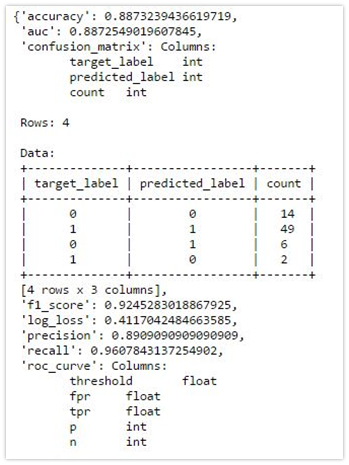 {'accuracy': 0.8873239436619719,
'auc': 0.8872549019607845,
'confusion_matrix': Columns:
target_label int
predicted_label int
count int
Rows: 4
Data:
+--------------+-----------------+-------+
| target_label | predicted_label | count |
+--------------+-----------------+-------+
| 0 | 0 | 14 |
| 1 | 1 | 49 |
| 0 | 1 | 6 |
| 1 | 0 | 2 |
+--------------+-----------------+-------+
[4 rows x 3 columns],
'f1_score': 0.9245283018867925,
'log_loss': 0.4117042484663585,
'precision': 0.8909090909090909,
'recall': 0.9607843137254902,
'roc_curve': Columns:
threshold float
fpr float
tpr float
p int
n int